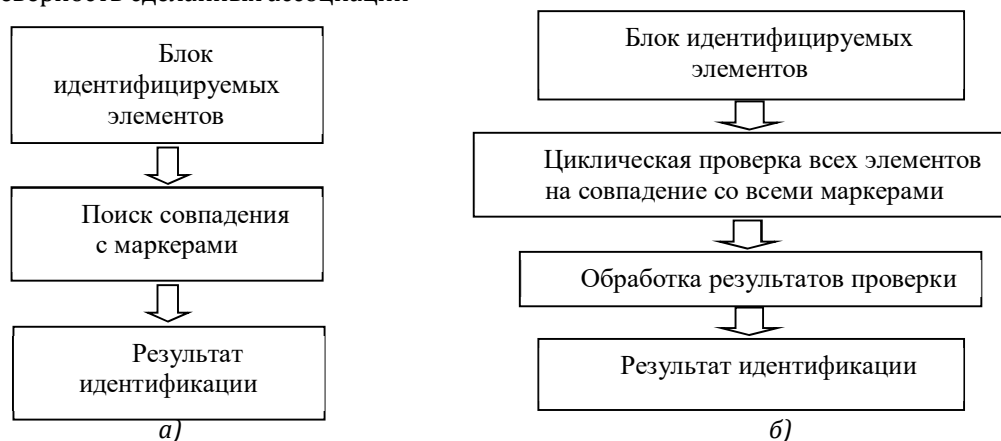 Блок
идентифицируемых
элементов
Поиск совпадения
с маркерами
Результат
идентификации
а)
Блок идентифицируемых
элементов
Циклическая проверка всех элементов
на совпадение со всеми маркерами
Обработка результатов проверки
Результат идентификации
б)